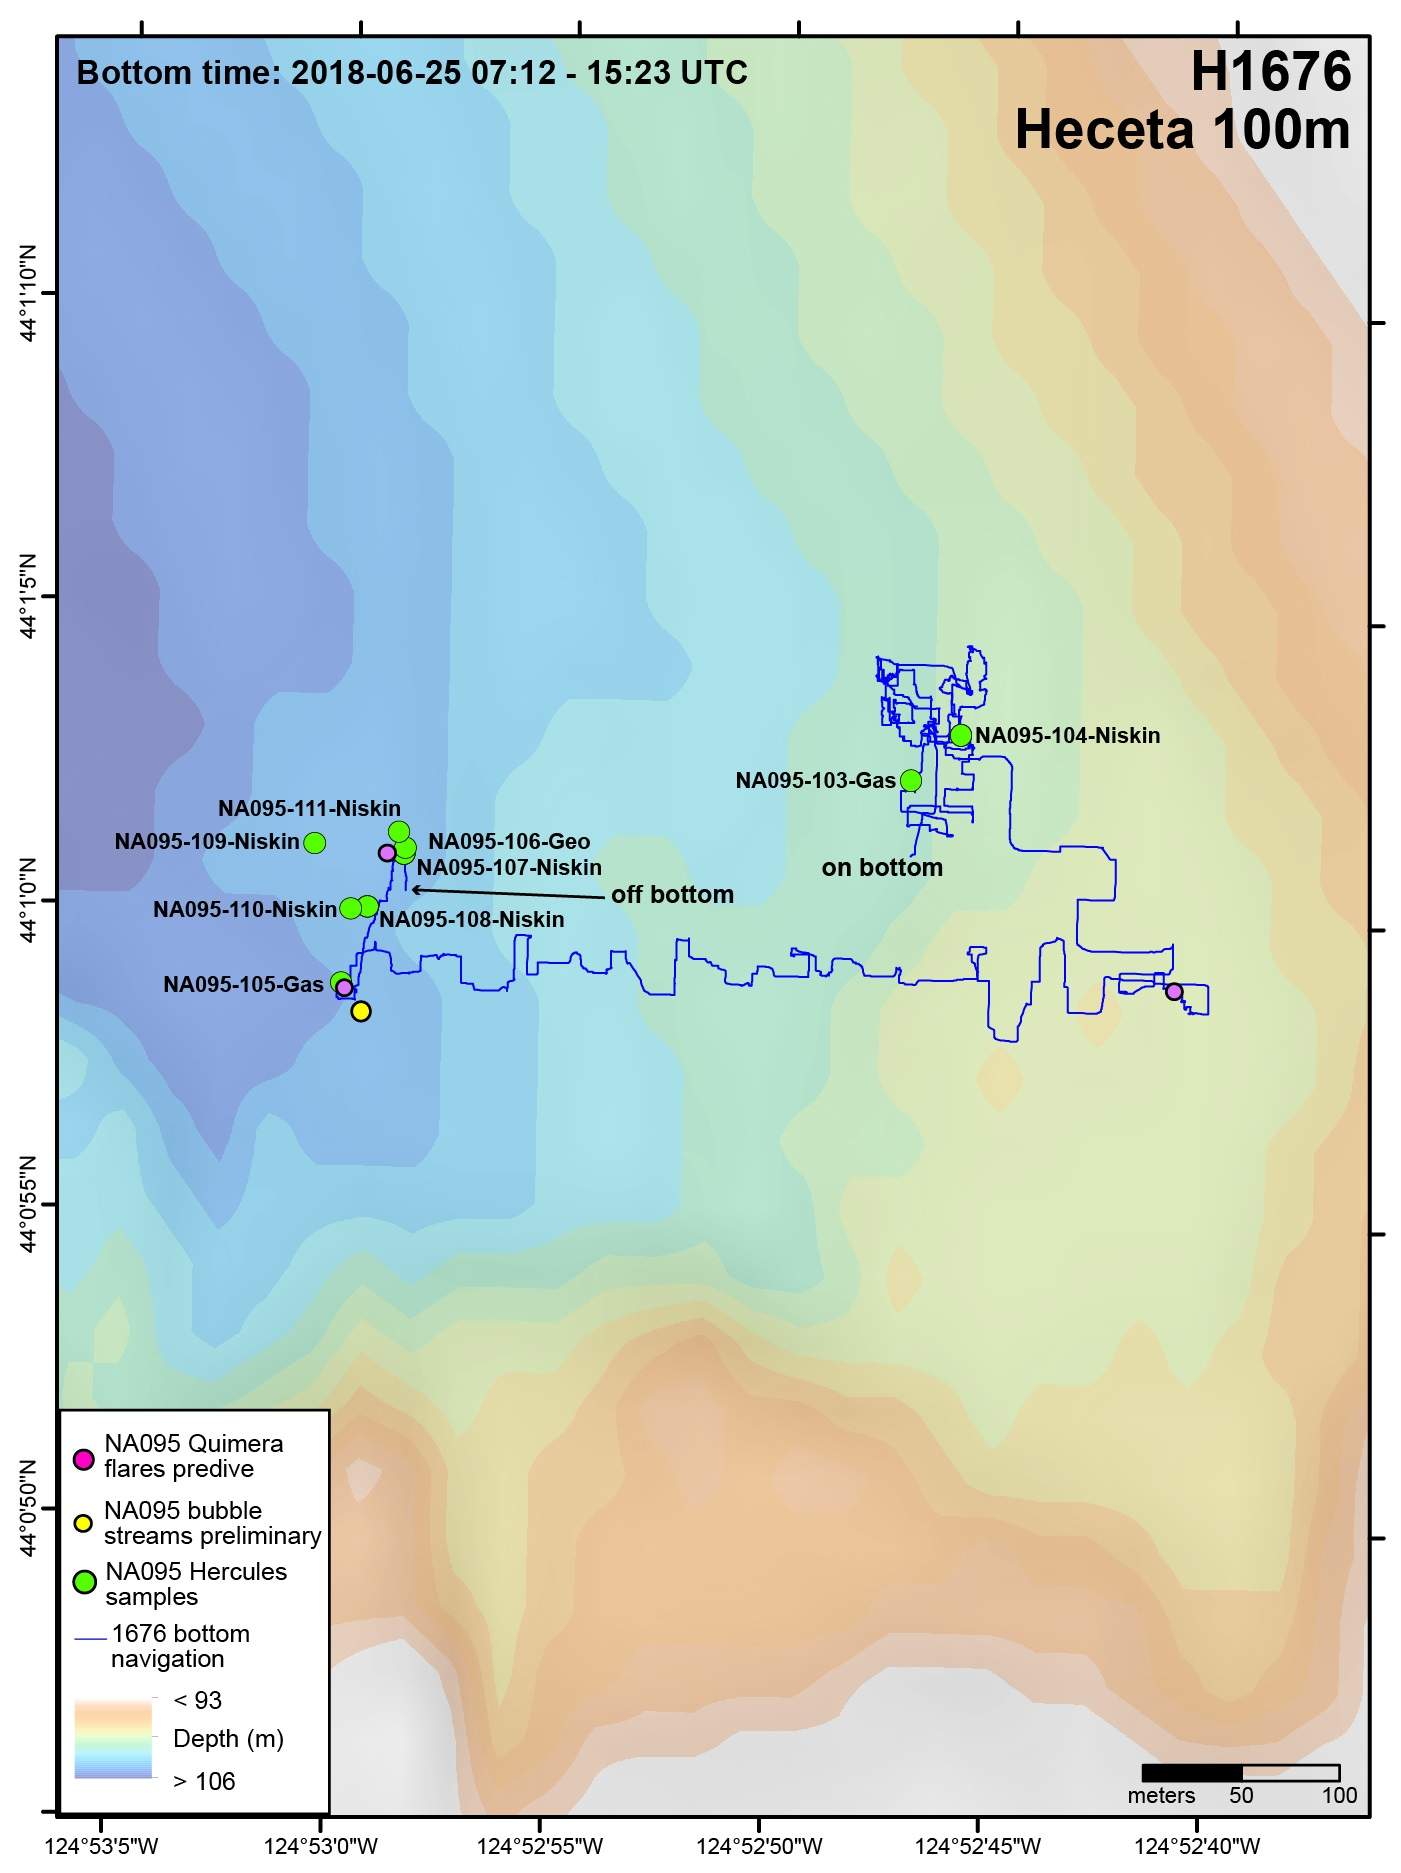 Bottom time: 2018-06-25 07:12 - 15:23 UTC
H1676
Heceta 100m
44°1'10"N
44°1'5"N
44°1'0"N
44°0'55"N
44°0'50"N
NA095-104-Niskin
NA095-103-Gas
NA095-111-Niskin
NA095-109-Niskin
NA095-106-Geo
NA095-107-Niskin
on bottom
off bottom
NA095-110-Niskin
NA095-108-Niskin
NA095-105-Gas
NA095 Quimera
flares predive
NA095 bubble
streams preliminary
NA095 Hercules
samples
1676 bottom
navigation
< 93
Depth (m)
> 106
meters 50 100
124°53'5"W 124°53'0"W 124°52'55"W 124°52'50"W 124°52'45"W 124°52'40"W